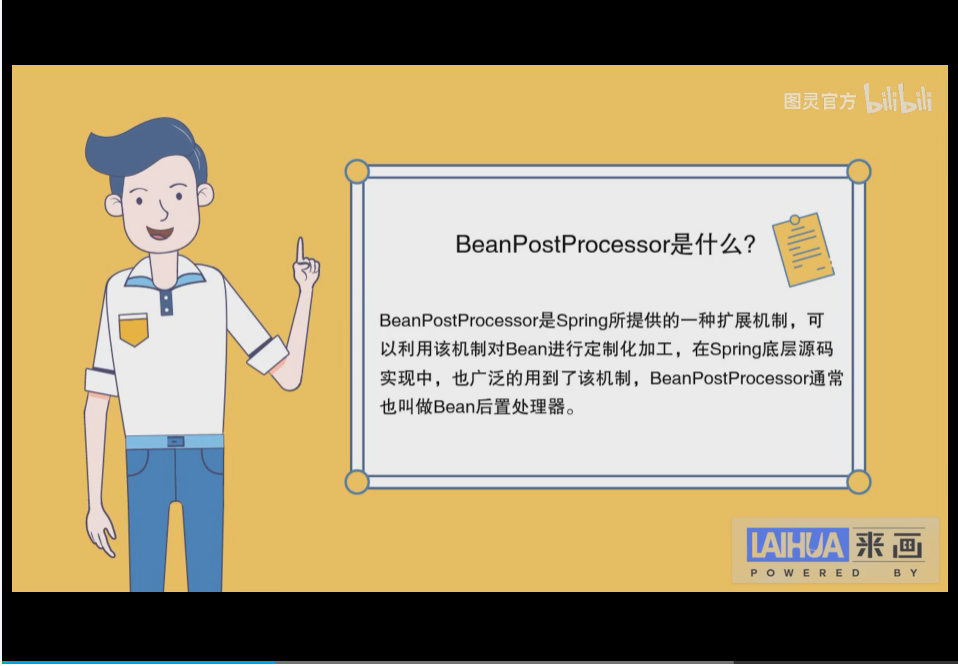 图灵官方 bilibili
BeanPostProcessor是什么?
BeanPostProcessor是Spring所提供的一种扩展机制，可
以利用该机制对Bean进行定制化加工，在Spring底层源码
实现中，也广泛的用到了该机制，BeanPostProcessor通常
也叫做Bean后置处理器。
LAIHUA 来画
POWERED BY